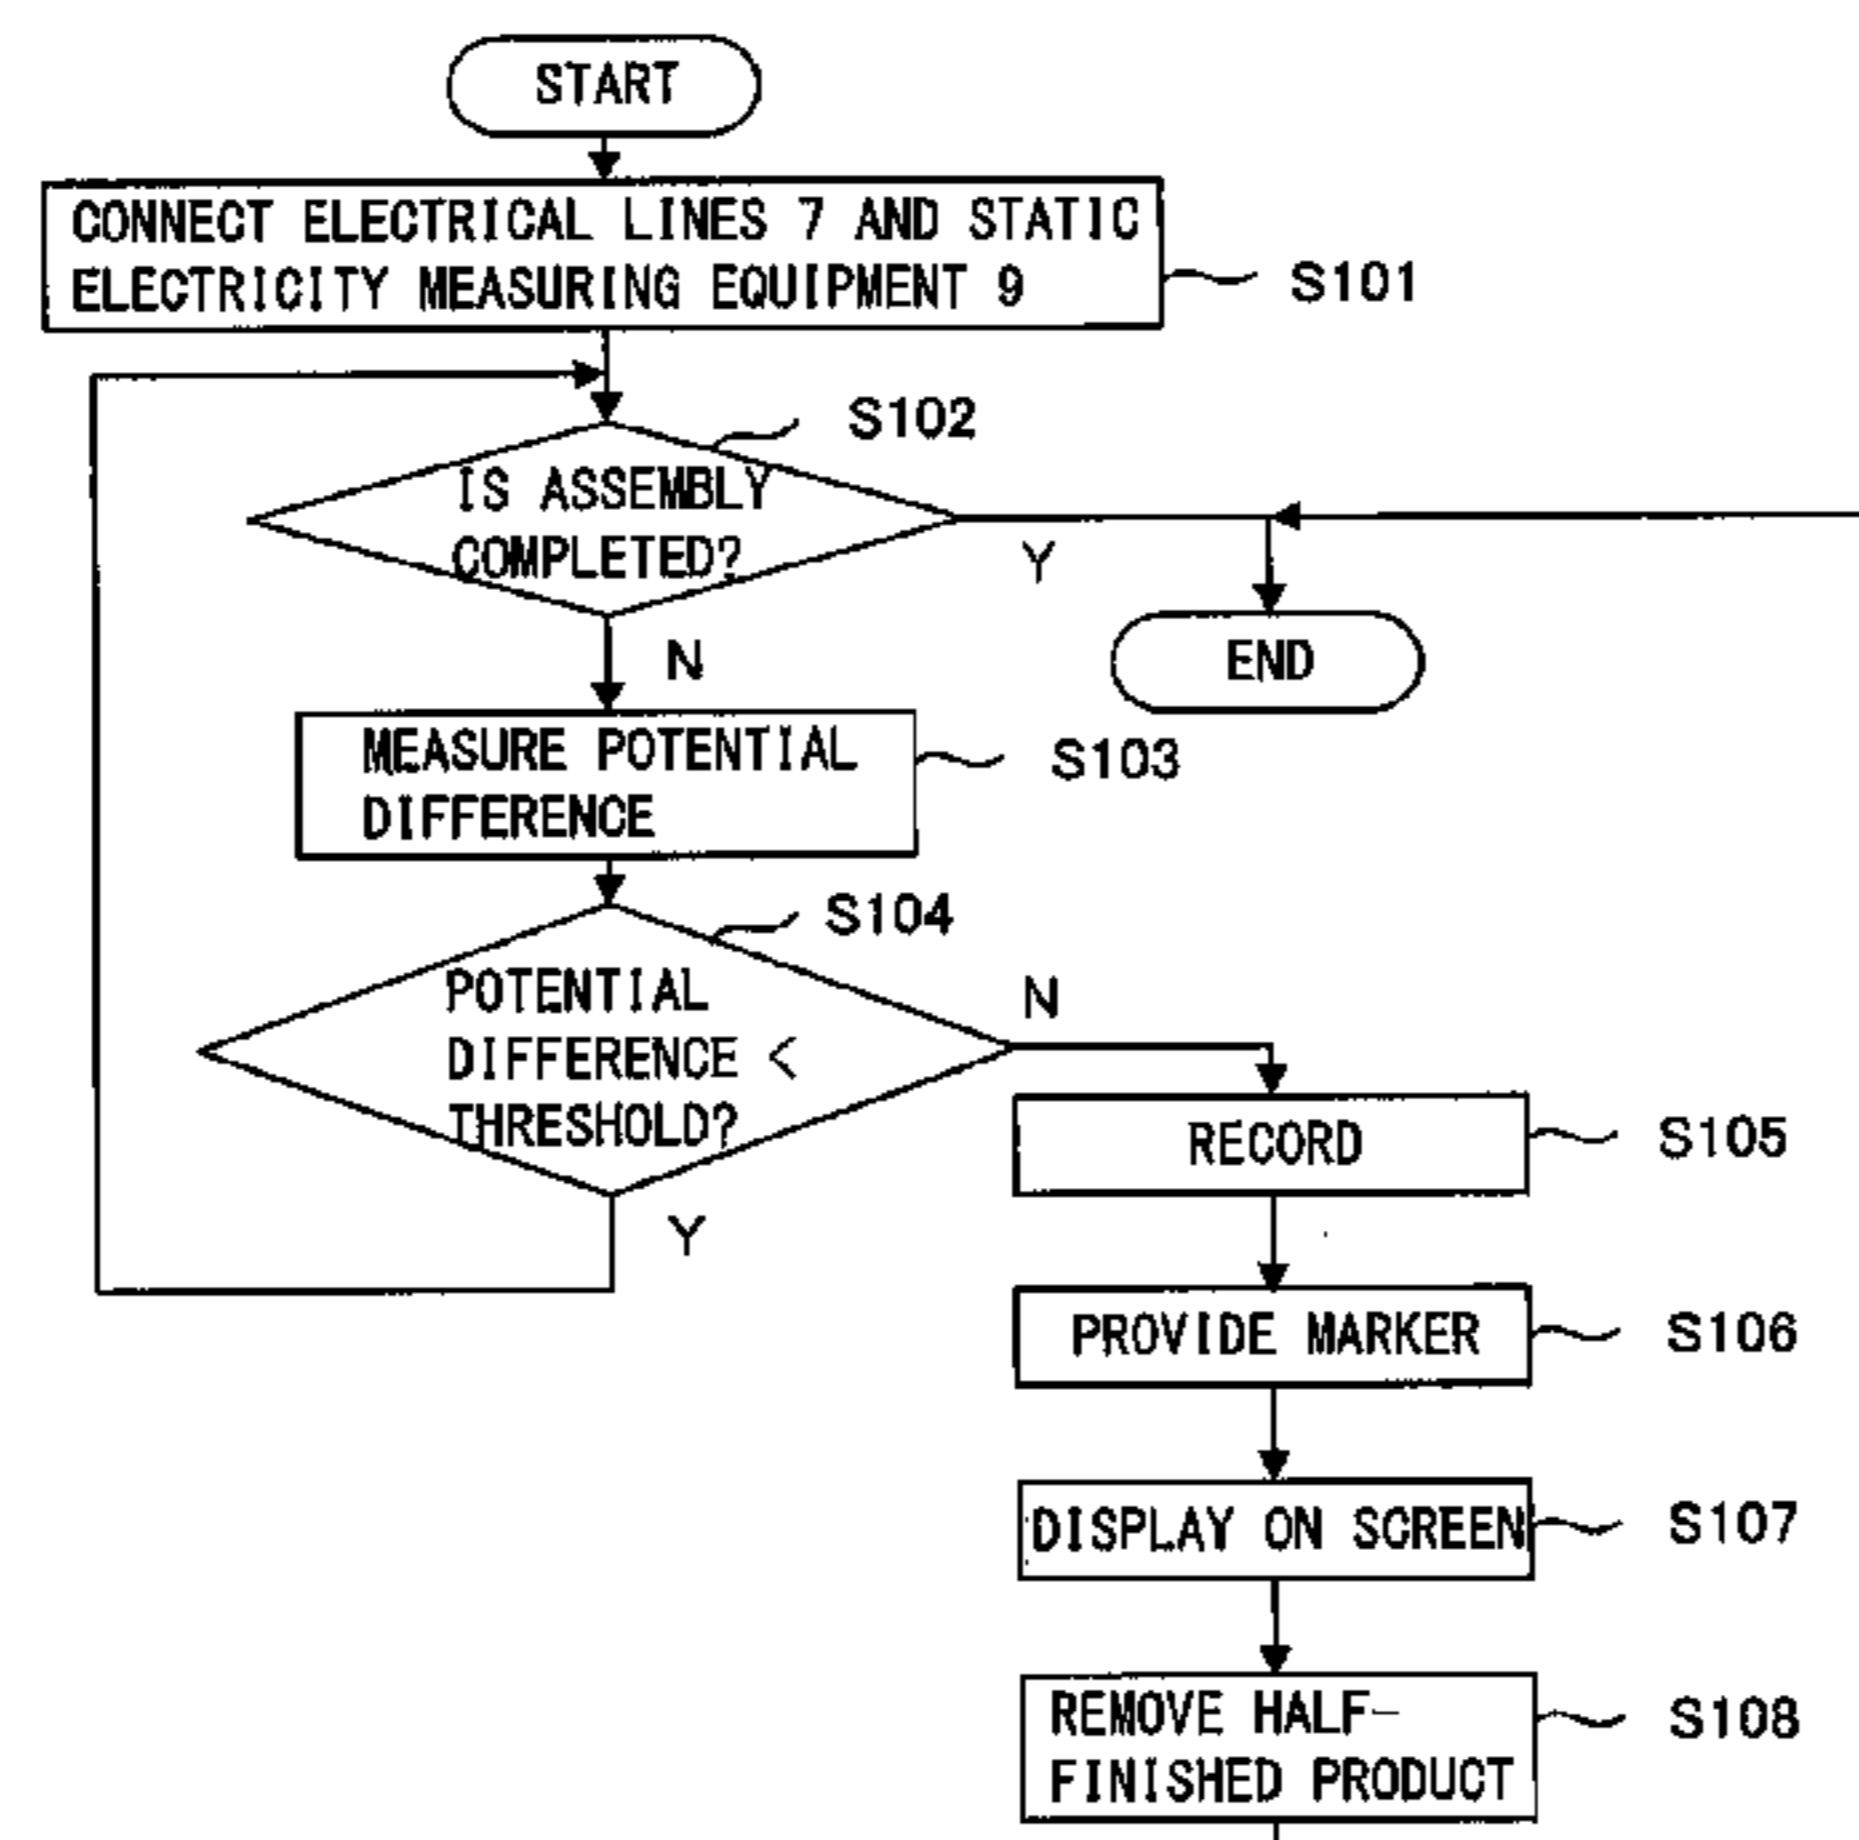 START
CONNECT ELECTRICAL LINES 7 AND STATIC
ELECTRICITY MEASURING EQUIPMENT 9
S101
S102
IS ASSEMBLY
COMPLETED?
Y
N
END
MEASURE POTENTIAL
DIFFERENCE
S103
S104
POTENTIAL
DIFFERENCE <
THRESHOLD?
N
Y
RECORD
S105
PROVIDE MARKER
S106
DISPLAY ON SCREEN
S107
REMOVE HALF-
FINISHED PRODUCT
S108